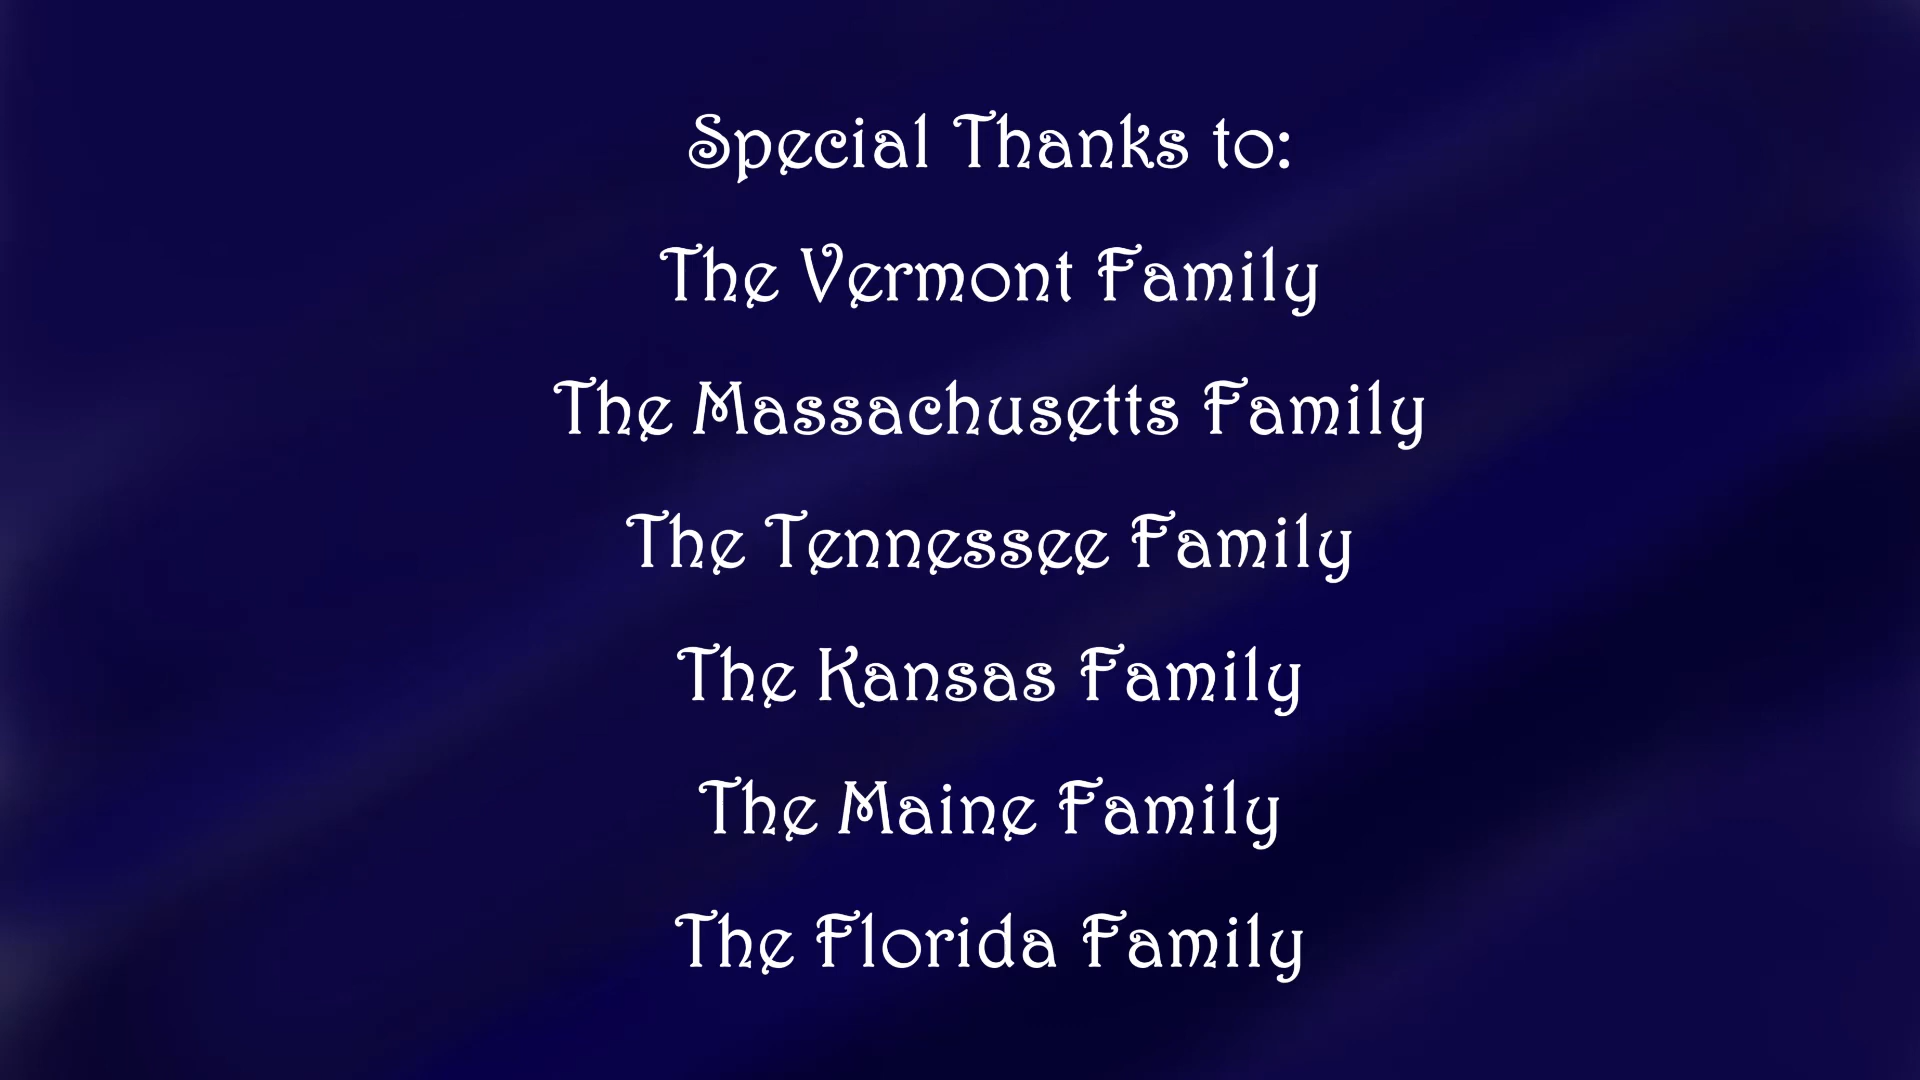 Special Thanks to:
The Vermont Family
The Massachusetts Family
The Tennessee Family
The Kansas Family
The Maine Family
The Florida Family